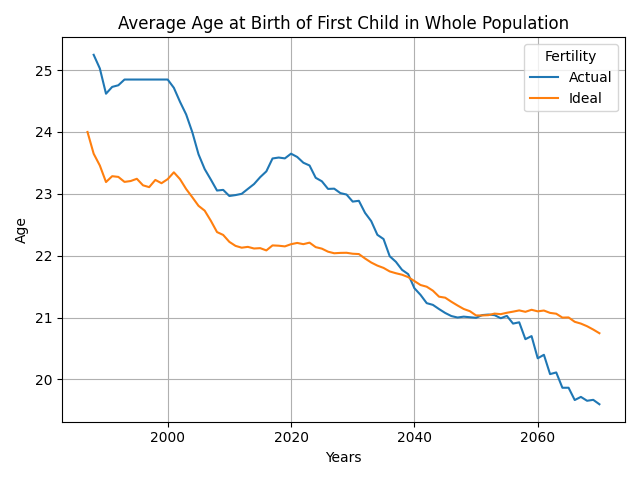 Average Age at Birth of First Child in Whole Population
Fertility
Actual
Ideal
Age
25
24
23
22
21
20
2000 2020 2040 2060
Years